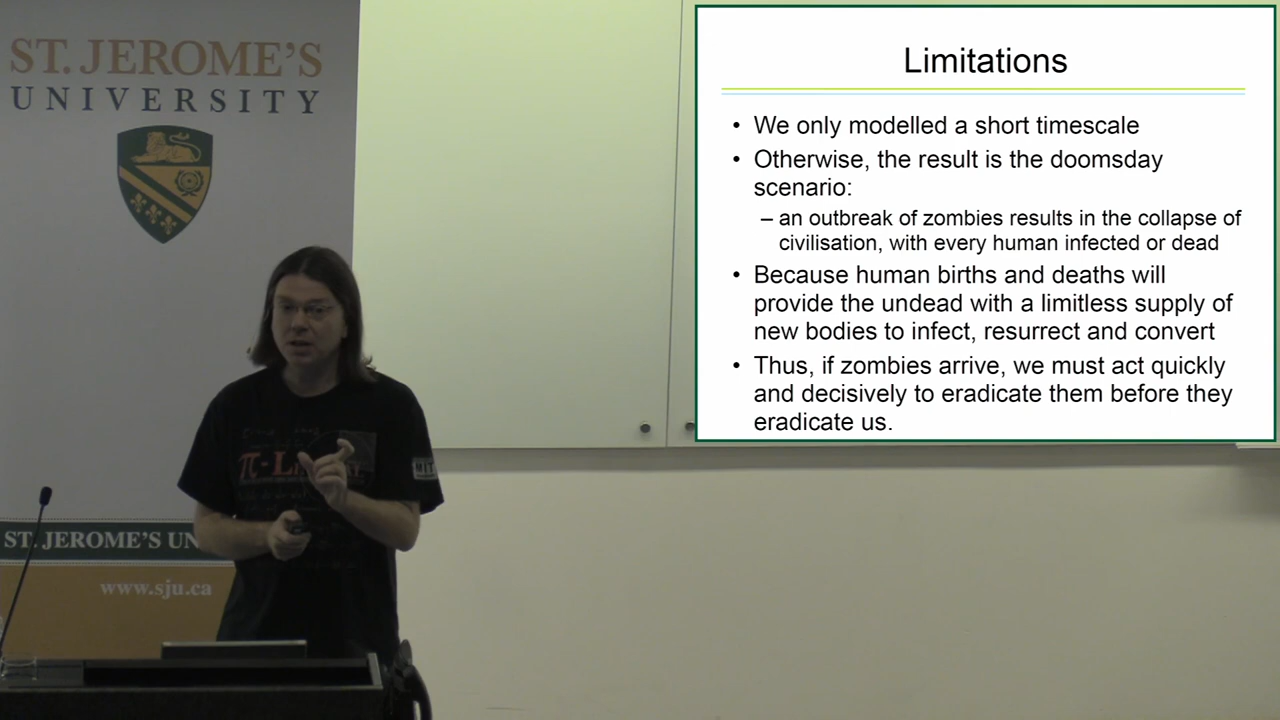 ST. JEROME'S
UNIVERSITY
Limitations
• We only modelled a short timescale
• Otherwise, the result is the doomsday
scenario:
– an outbreak of zombies results in the collapse of
civilisation, with every human infected or dead
• Because human births and deaths will
provide the undead with a limitless supply of
new bodies to infect, resurrect and convert
• Thus, if zombies arrive, we must act quickly
and decisively to eradicate them before they
eradicate us.
MIT
ST. JEROME'S UN
www.sju.ca